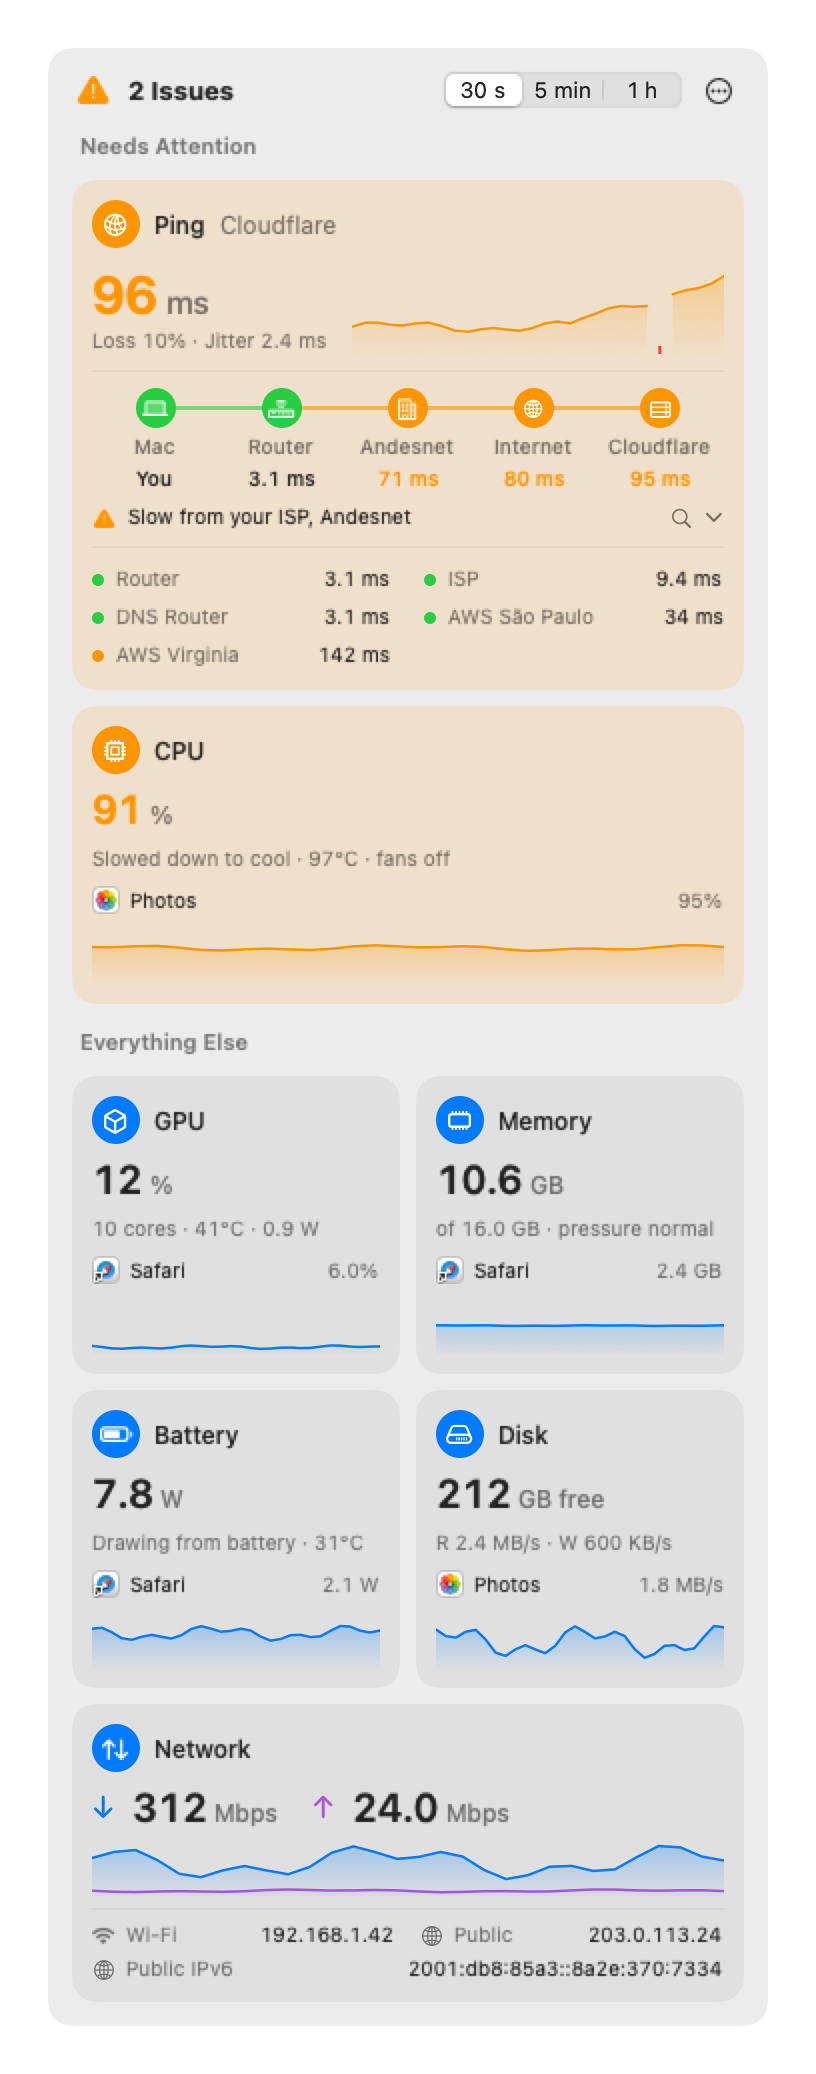 2 Issues
30 s 5 min 1 h
Needs Attention
Ping Cloudflare
96 ms
Loss 10% · Jitter 2.4 ms
Mac Router Andesnet Internet Cloudflare
You 3.1 ms 71 ms 80 ms 95 ms
Slow from your ISP, Andesnet
Router 3.1 ms ISP 9.4 ms
DNS Router 3.1 ms AWS São Paulo 34 ms
AWS Virginia 142 ms
CPU
91 %
Slowed down to cool · 97°C · fans off
Photos 95%
Everything Else
GPU
12 %
10 cores · 41°C · 0.9 W
Safari 6.0%
Memory
10.6 GB
of 16.0 GB · pressure normal
Safari 2.4 GB
Battery
7.8 W
Drawing from battery · 31°C
Safari 2.1 W
Disk
212 GB free
R 2.4 MB/s · W 600 KB/s
Photos 1.8 MB/s
Network
↓ 312 Mbps ↑ 24.0 Mbps
Wi-Fi 192.168.1.42 Public 203.0.113.24
Public IPv6 2001:db8:85a3::8a2e:370:7334